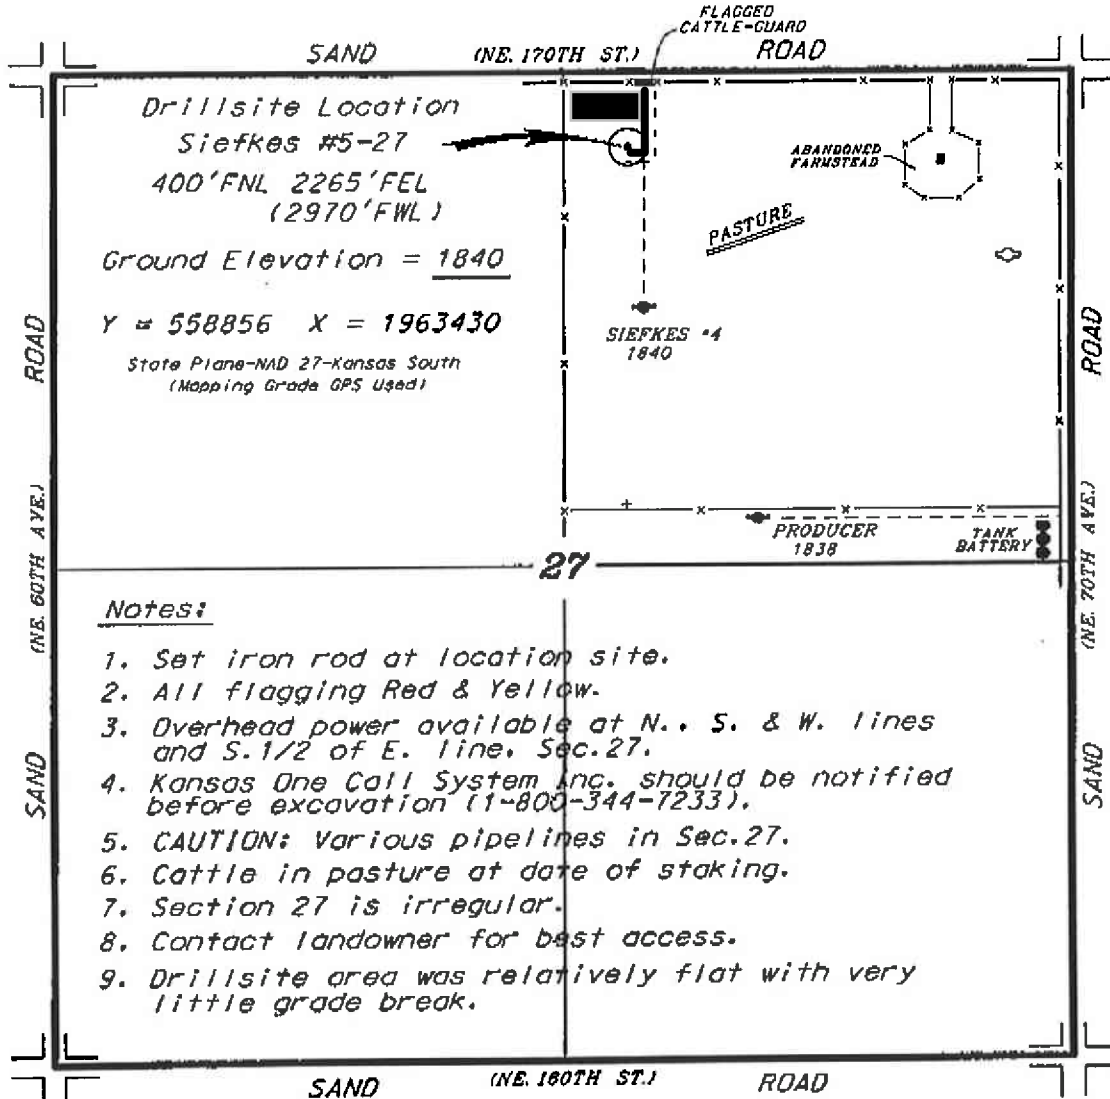 FLAGGED
CATTLE-GUARD
SAND (NE. 170TH ST.) ROAD
Drillsite Location
Siefkes #5-27
400'FNL 2265'FEL
(2970'FWL)
Ground Elevation = 1840
Y = 558856 X = 1963430
State Plane-NAD 27-Kansas South
(Mapping Grade GPS Used)
ABANDONED
FARMSTEAD
PASTURE
SIEFKES #4
1840
ROAD
(NE. 60TH AVE.)
SAND
ROAD
(NE. 70TH AVE.)
SAND
PRODUCER
1838
TANK
BATTERY
27
Notes:
1. Set iron rod at location site.
2. All flagging Red & Yellow.
3. Overhead power available at N., S. & W. lines
and S.1/2 of E. line, Sec.27.
4. Kansas One Call System Inc. should be notified
before excavation (1-800-344-7233).
5. CAUTION: Various pipelines in Sec.27.
6. Cattle in pasture at date of staking.
7. Section 27 is irregular.
8. Contact landowner for best access.
9. Drillsite area was relatively flat with very
little grade break.
SAND (NE. 160TH ST.) ROAD